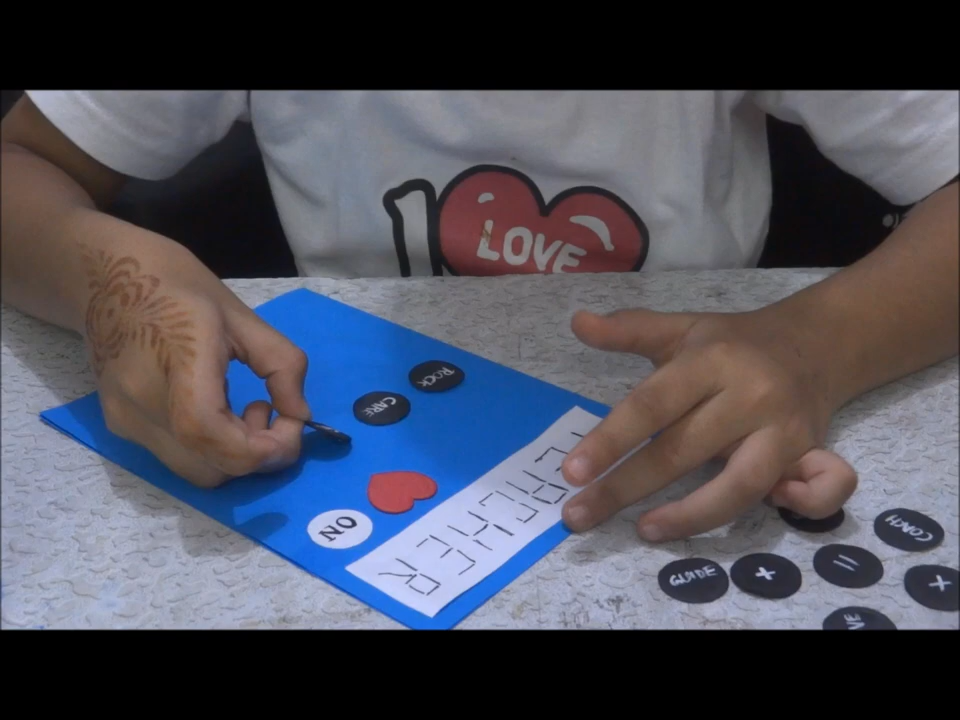 I
LOVE
ROCK
CARE
ON
TEACHER
COACH
GUIDE
+
=
+